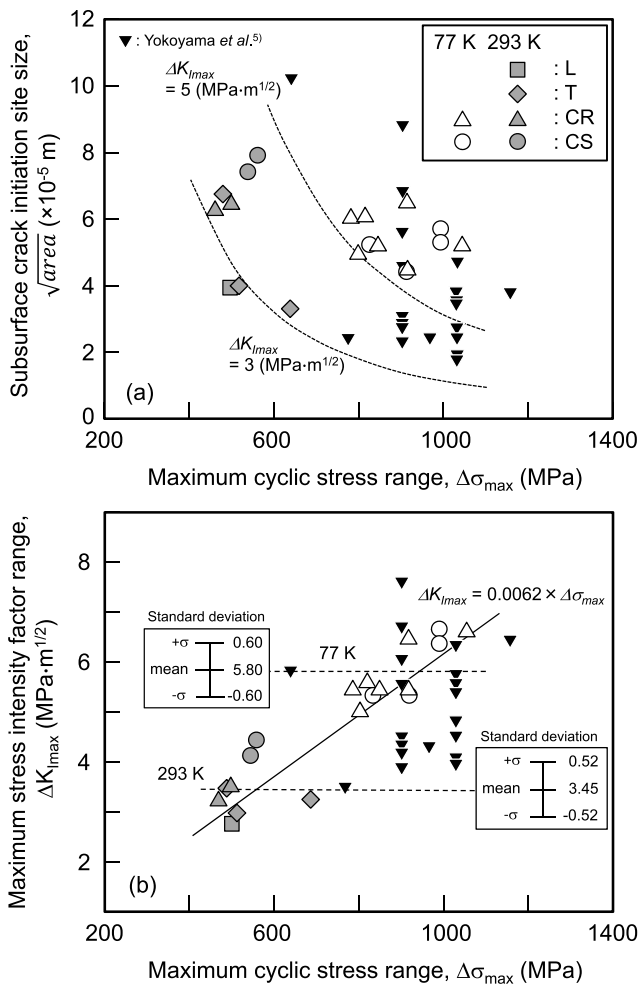 (a)
▼ : Yokoyama et al.5)
77 K 293 K
: L
: T
: CR
: CS
ΔKImax
= 5 (MPa·m1/2)
ΔKImax
= 3 (MPa·m1/2)
12
10
8
6
4
2
0
200
600
1000
1400
Subsurface crack initiation site size,
√area (×10-5 m)
Maximum cyclic stress range, Δσmax (MPa)
(b)
8
6
4
2
200
600
1000
1400
Maximum stress intensity factor range,
ΔKImax (MPa·m1/2)
Maximum cyclic stress range, Δσmax (MPa)
ΔKImax = 0.0062 × Δσmax
Standard deviation
+σ 0.60
mean 5.80
-σ -0.60
77 K
293 K
Standard deviation
+σ 0.52
mean 3.45
-σ -0.52